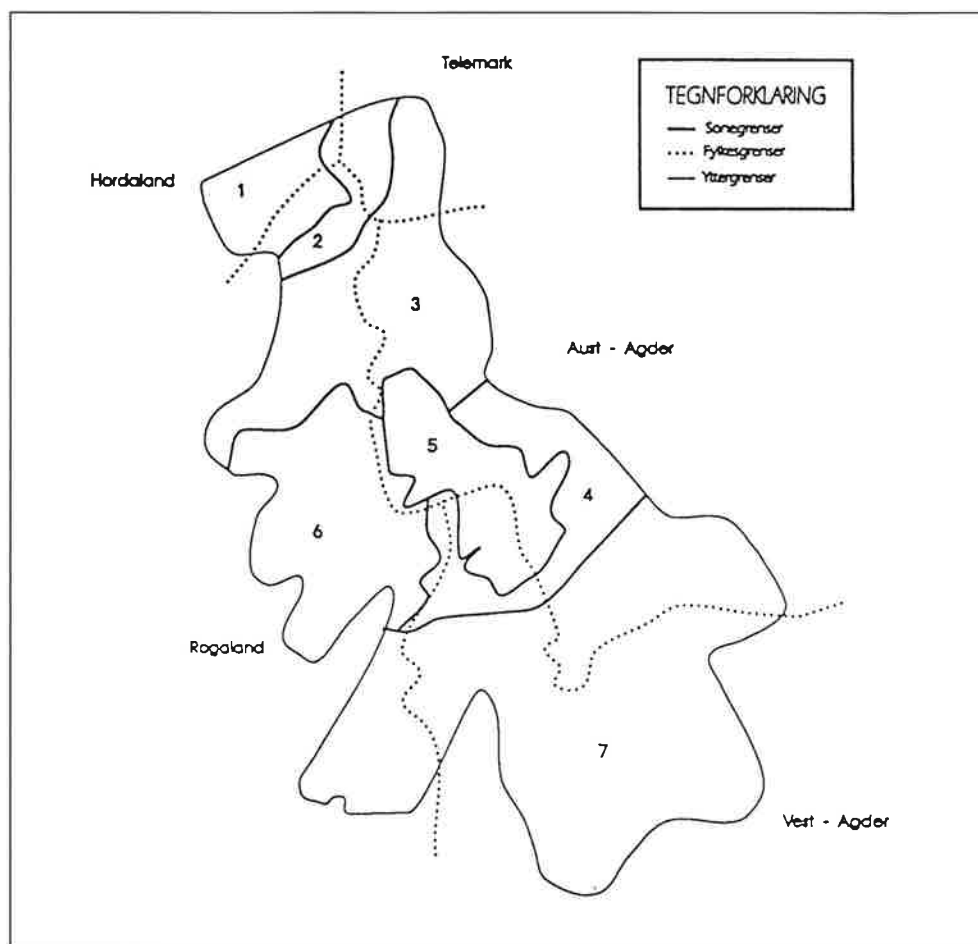 Telemark
TEGNFORKLARING
Sonegrenser
Fylkesgrenser
Yttergrenser
Hordaland
1
2
3
Aust - Agder
5
4
6
Rogaland
7
Vest - Agder